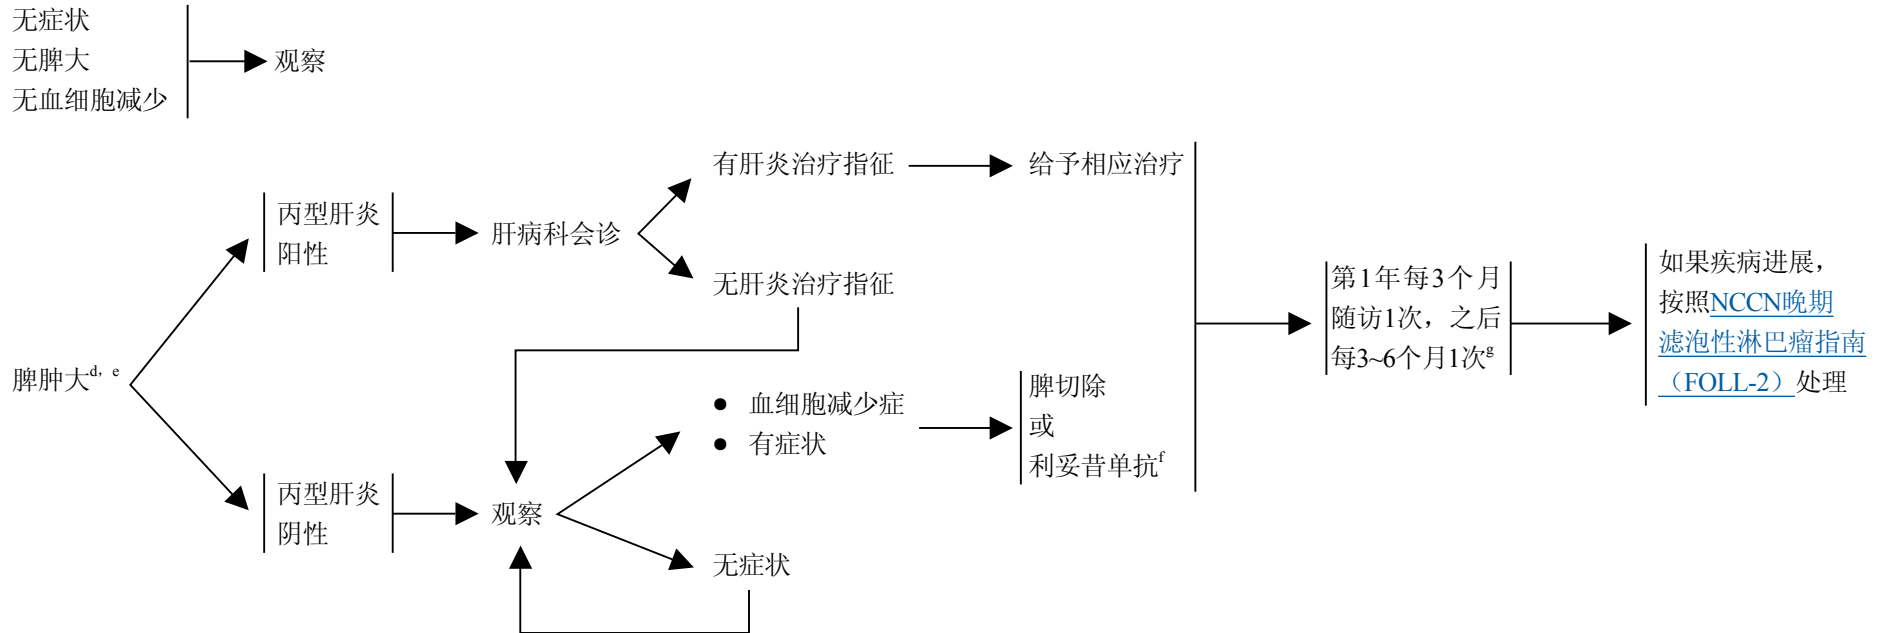 无症状
无脾大
无血细胞减少
观察
脾肿大d，e
丙型肝炎
阳性
肝病科会诊
有肝炎治疗指征
给予相应治疗
无肝炎治疗指征
丙型肝炎
阴性
观察
● 血细胞减少症
● 有症状
脾切除
或
利妥昔单抗f
无症状
第1年每3个月
随访1次，之后
每3~6个月1次g
如果疾病进展，
按照NCCN晚期
滤泡性淋巴瘤指南
（FOLL-2）处理